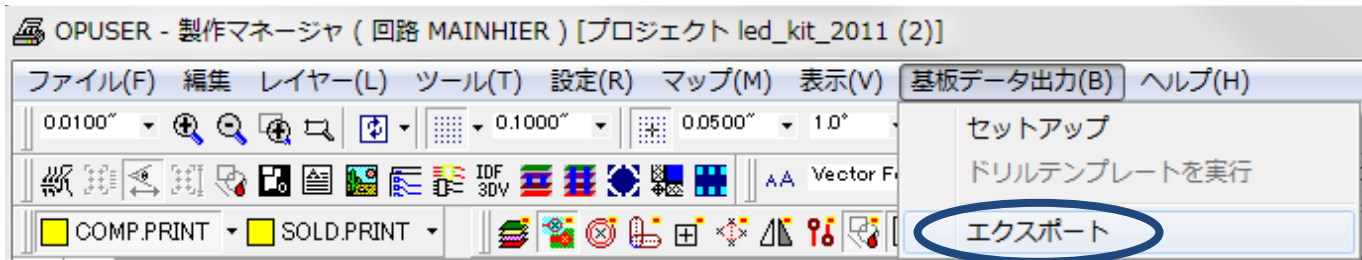 OPUSER - 製作マネージャ ( 回路 MAINHIER ) [プロジェクト led_kit_2011 (2)]
ファイル(F) 編集 レイヤー(L) ツール(T) 設定(R) マップ(M) 表示(V) 基板データ出力(B) ヘルプ(H)
0.0100" 0.1000" 0.0500" 1.0°
セットアップ
IDF
3DV
AA Vector F
ドリルテンプレートを実行
COMP.PRINT SOLD.PRINT
エクスポート